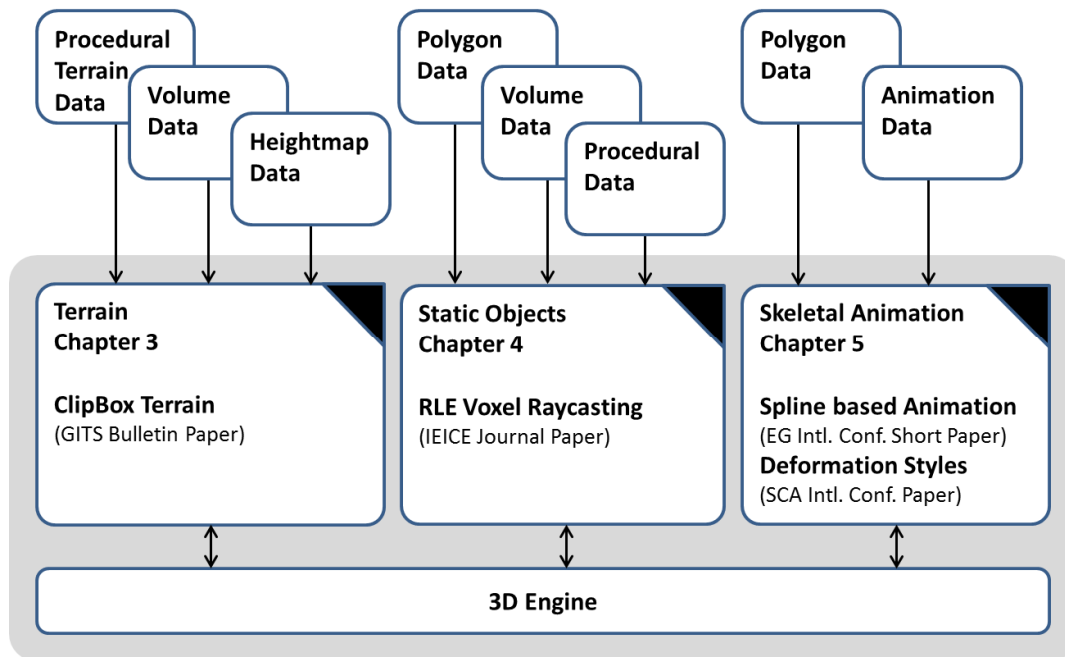 Procedural
Terrain
Data
Volume
Data
Heightmap
Data
Polygon
Data
Volume
Data
Procedural
Data
Polygon
Data
Animation
Data
Terrain
Chapter 3
ClipBox Terrain
(GITS Bulletin Paper)
Static Objects
Chapter 4
RLE Voxel Raycasting
(IEICE Journal Paper)
Skeletal Animation
Chapter 5
Spline based Animation
(EG Intl. Conf. Short Paper)
Deformation Styles
(SCA Intl. Conf. Paper)
3D Engine